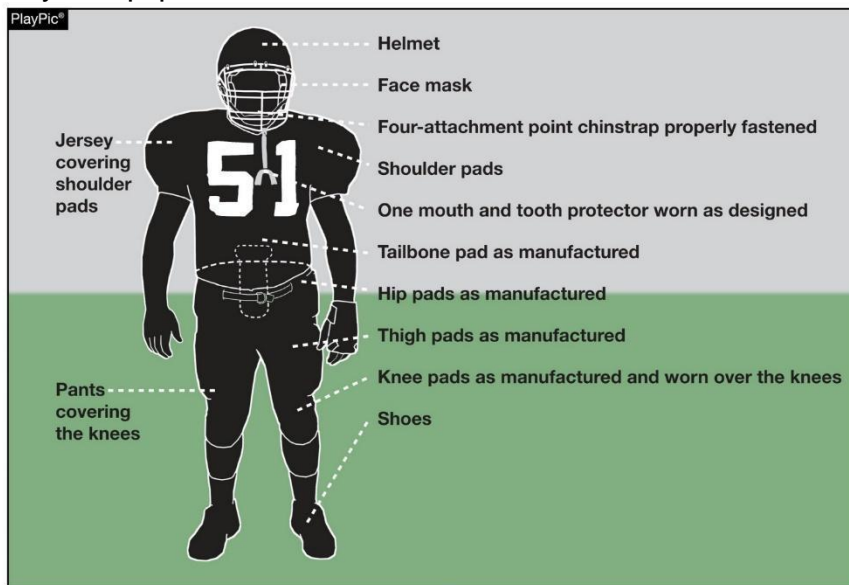 PlayPic®
Helmet
Face mask
Four-attachment point chinstrap properly fastened
Jersey
covering
shoulder
pads
Shoulder pads
51
One mouth and tooth protector worn as designed
Tailbone pad as manufactured
Hip pads as manufactured
Thigh pads as manufactured
Knee pads as manufactured and worn over the knees
Pants
covering
the knees
Shoes